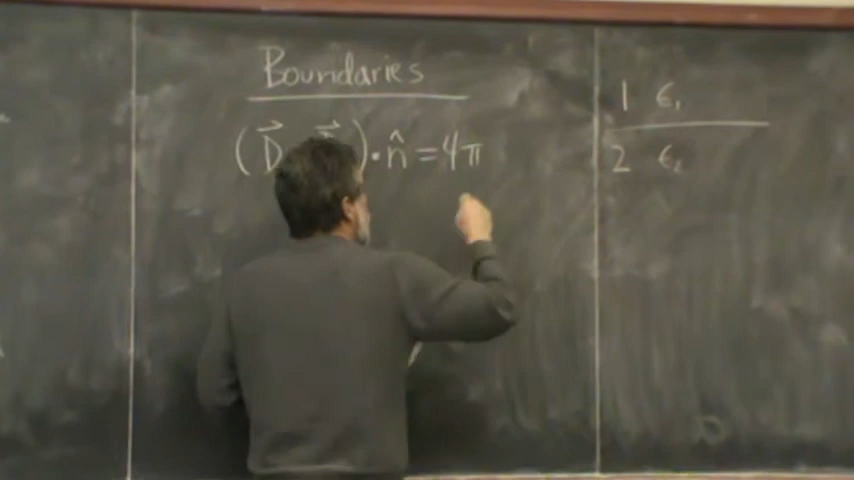 Boundaries
(D⃗ )·n̂ = 4π
1 ε₁
2 ε₂